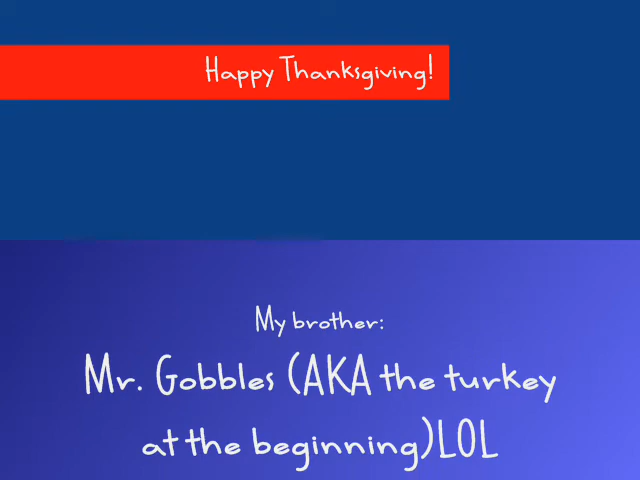 Happy Thanksgiving!
My brother:
Mr. Gobbles (AKA the turkey
at the beginning)LOL